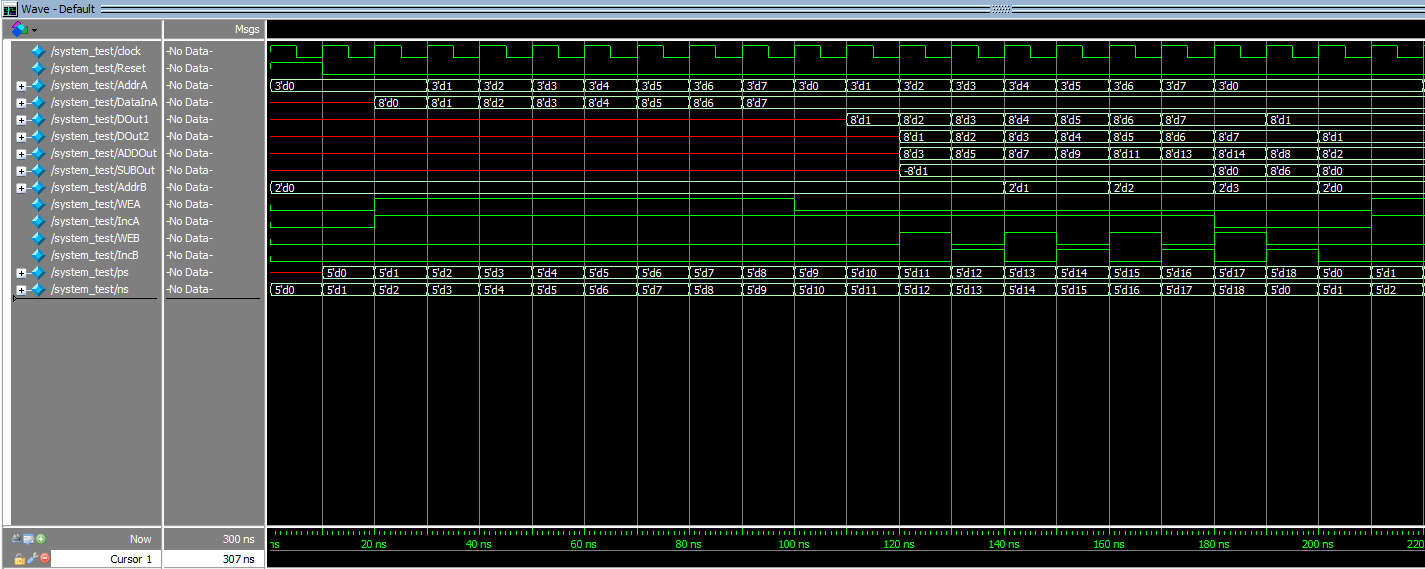 Wave - Default
Msgs
/system_test/clock -No Data-
/system_test/Reset -No Data-
/system_test/AddrA -No Data- 3'd0 3'd1 3'd2 3'd3 3'd4 3'd5 3'd6 3'd7 3'd0 3'd1 3'd2 3'd3 3'd4 3'd5 3'd6 3'd7 3'd0
/system_test/DataInA -No Data- 8'd0 8'd1 8'd2 8'd3 8'd4 8'd5 8'd6 8'd7
/system_test/DOut1 -No Data- 8'd1 8'd2 8'd3 8'd4 8'd5 8'd6 8'd7 8'd1
/system_test/DOut2 -No Data- 8'd1 8'd2 8'd3 8'd4 8'd5 8'd6 8'd7 8'd1
/system_test/ADDOut -No Data- 8'd3 8'd5 8'd7 8'd9 8'd11 8'd13 8'd14 8'd8 8'd2
/system_test/SUBOut -No Data- -8'd1 8'd0 8'd6 8'd0
/system_test/AddrB -No Data- 2'd0 2'd1 2'd2 2'd3 2'd0
/system_test/WEA -No Data-
/system_test/IncA -No Data-
/system_test/WEB -No Data-
/system_test/IncB -No Data-
/system_test/ps -No Data- 5'd0 5'd1 5'd2 5'd3 5'd4 5'd5 5'd6 5'd7 5'd8 5'd9 5'd10 5'd11 5'd12 5'd13 5'd14 5'd15 5'd16 5'd17 5'd18 5'd0 5'd1
/system_test/ns -No Data- 5'd0 5'd1 5'd2 5'd3 5'd4 5'd5 5'd6 5'd7 5'd8 5'd9 5'd10 5'd11 5'd12 5'd13 5'd14 5'd15 5'd16 5'd17 5'd18 5'd0 5'd1 5'd2
Now 300 ns ns 20 ns 40 ns 60 ns 80 ns 100 ns 120 ns 140 ns 160 ns 180 ns 200 ns 220
Cursor 1 307 ns